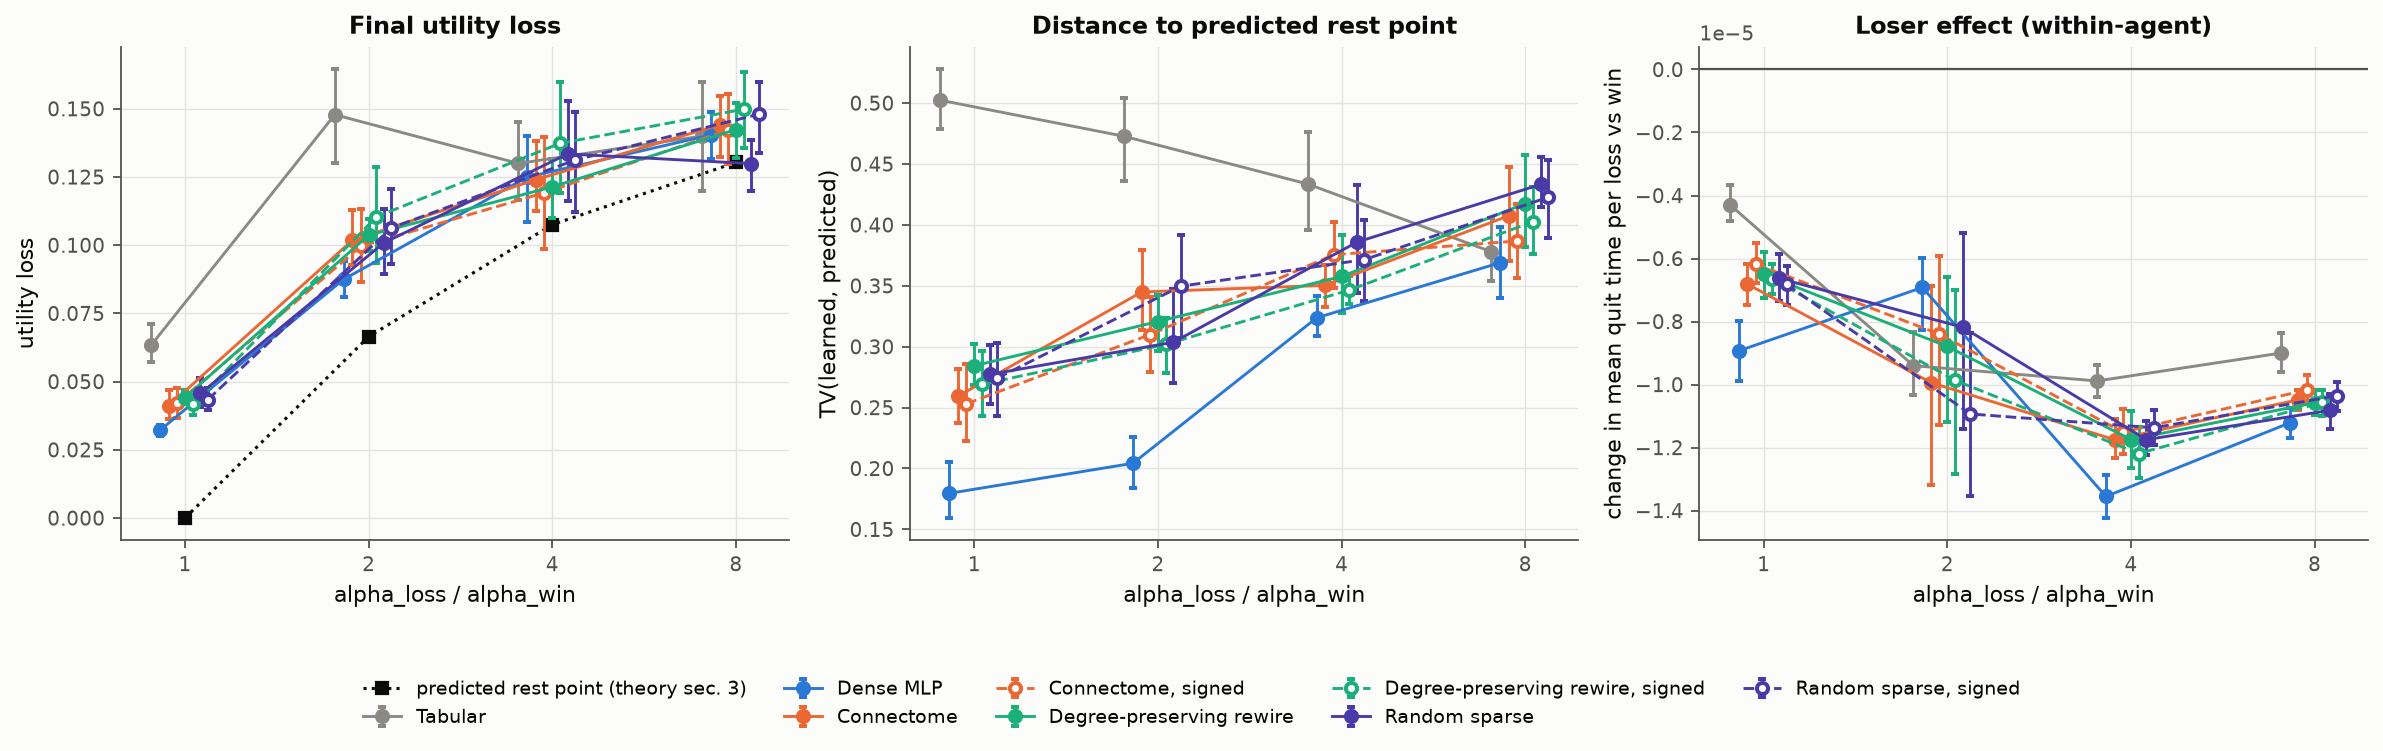 Final utility loss
utility loss
0.150
0.125
0.100
0.075
0.050
0.025
0.000
1 2 4 8
alpha_loss / alpha_win
Distance to predicted rest point
TV(learned, predicted)
0.50
0.45
0.40
0.35
0.30
0.25
0.20
0.15
1 2 4 8
alpha_loss / alpha_win
Loser effect (within-agent)
1e−5
change in mean quit time per loss vs win
0.0
−0.2
−0.4
−0.6
−0.8
−1.0
−1.2
−1.4
1 2 4 8
alpha_loss / alpha_win
predicted rest point (theory sec. 3)
Tabular
Dense MLP
Connectome
Connectome, signed
Degree-preserving rewire
Degree-preserving rewire, signed
Random sparse
Random sparse, signed